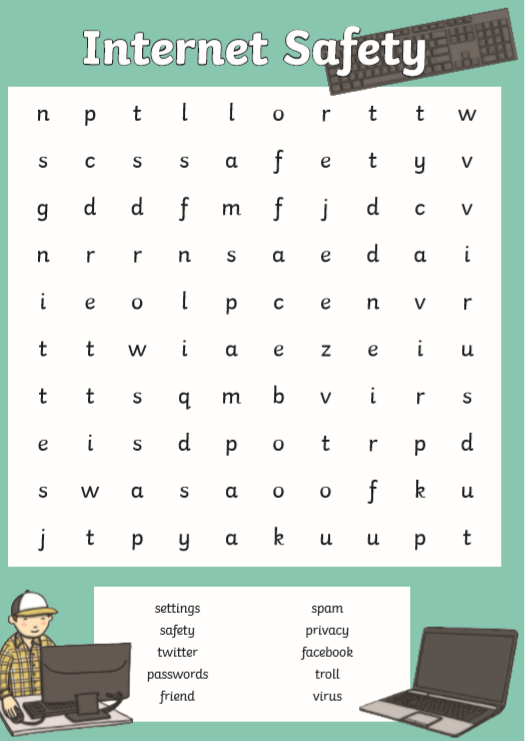 Internet Safety
n p t l l o r t t w
s c s s a f e t y v
g d d f m f j d c v
n r r n s a e d a i
i e o l p c e n v r
t t w i a e z e i u
t t s q m b v i r s
e i s d p o t r p d
s w a s a o o f k u
j t p y a k u u p t
settings spam
safety privacy
twitter facebook
passwords troll
friend virus